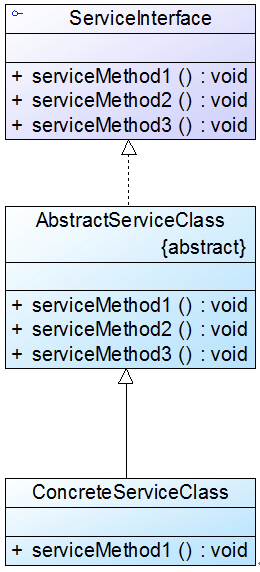 ServiceInterface
+ serviceMethod1 () : void
+ serviceMethod2 () : void
+ serviceMethod3 () : void
AbstractServiceClass
{abstract}
+ serviceMethod1 () : void
+ serviceMethod2 () : void
+ serviceMethod3 () : void
ConcreteServiceClass
+ serviceMethod1 () : void